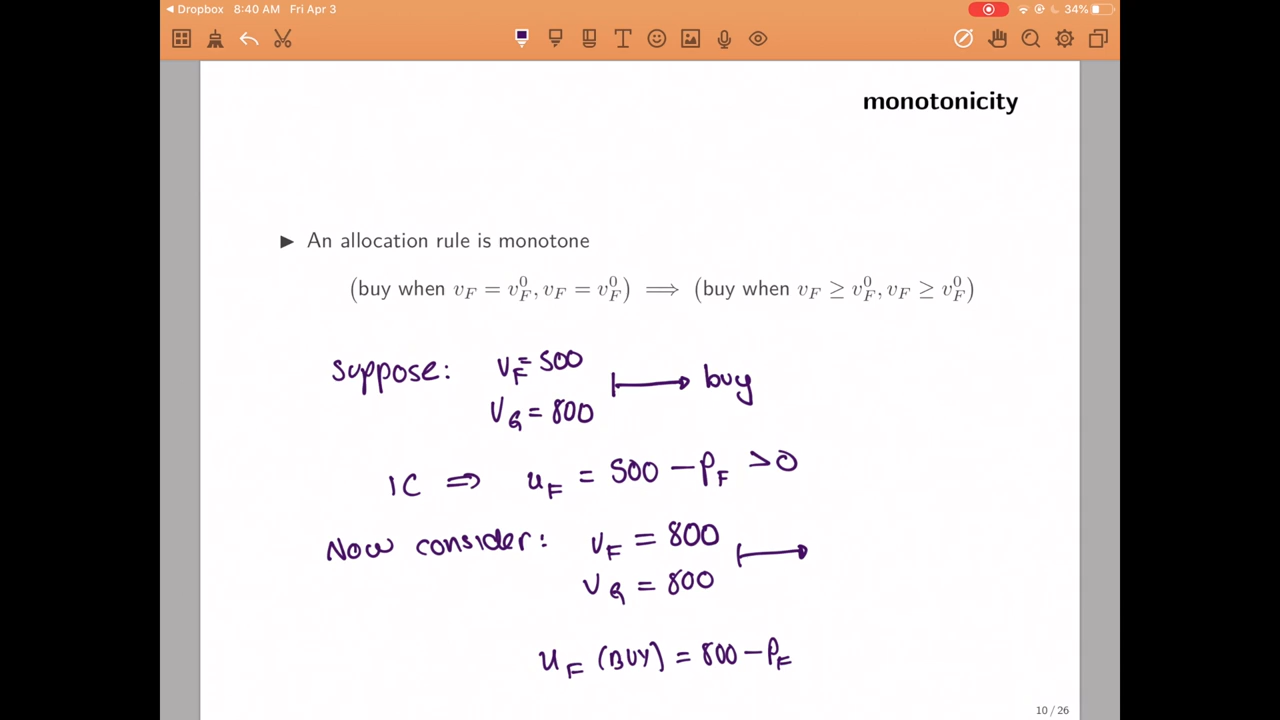 Dropbox 8:40 AM Fri Apr 3 34%
monotonicity
▶ An allocation rule is monotone
(buy when v_F = v_F^0, v_F = v_F^0) ⟹ (buy when v_F ≥ v_F^0, v_F ≥ v_F^0)
Suppose: V_F = 500
V_G = 800 ↦ buy
IC ⇒ u_F = 500 - P_F > 0
Now consider: V_F = 800
V_G = 800 ↦
u_F (BUY) = 800 - P_F
10 / 26